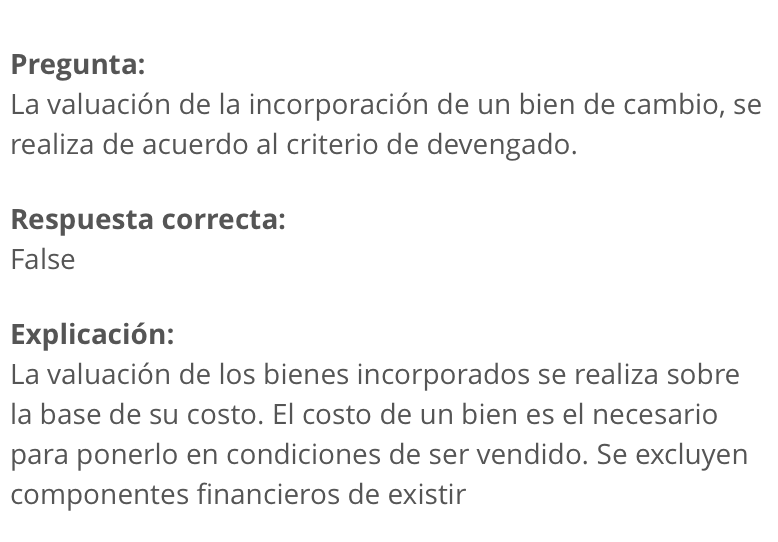 Pregunta:
La valuación de la incorporación de un bien de cambio, se
realiza de acuerdo al criterio de devengado.
Respuesta correcta:
False
Explicación:
La valuación de los bienes incorporados se realiza sobre
la base de su costo. El costo de un bien es el necesario
para ponerlo en condiciones de ser vendido. Se excluyen
componentes financieros de existir